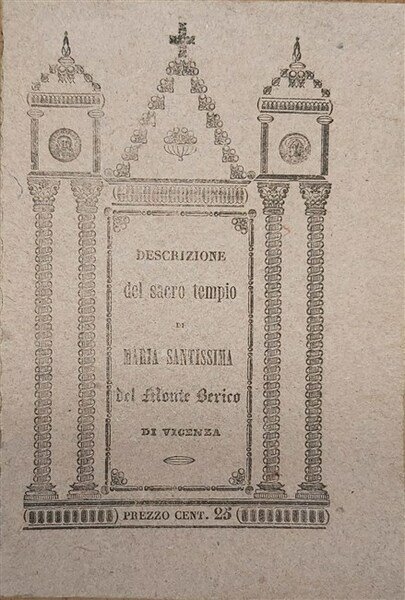 DESCRIZIONE
del sacro tempio
DI
MARIA SANTISSIMA
del Monte Berico
DI VICENZA
PREZZO CENT. 25